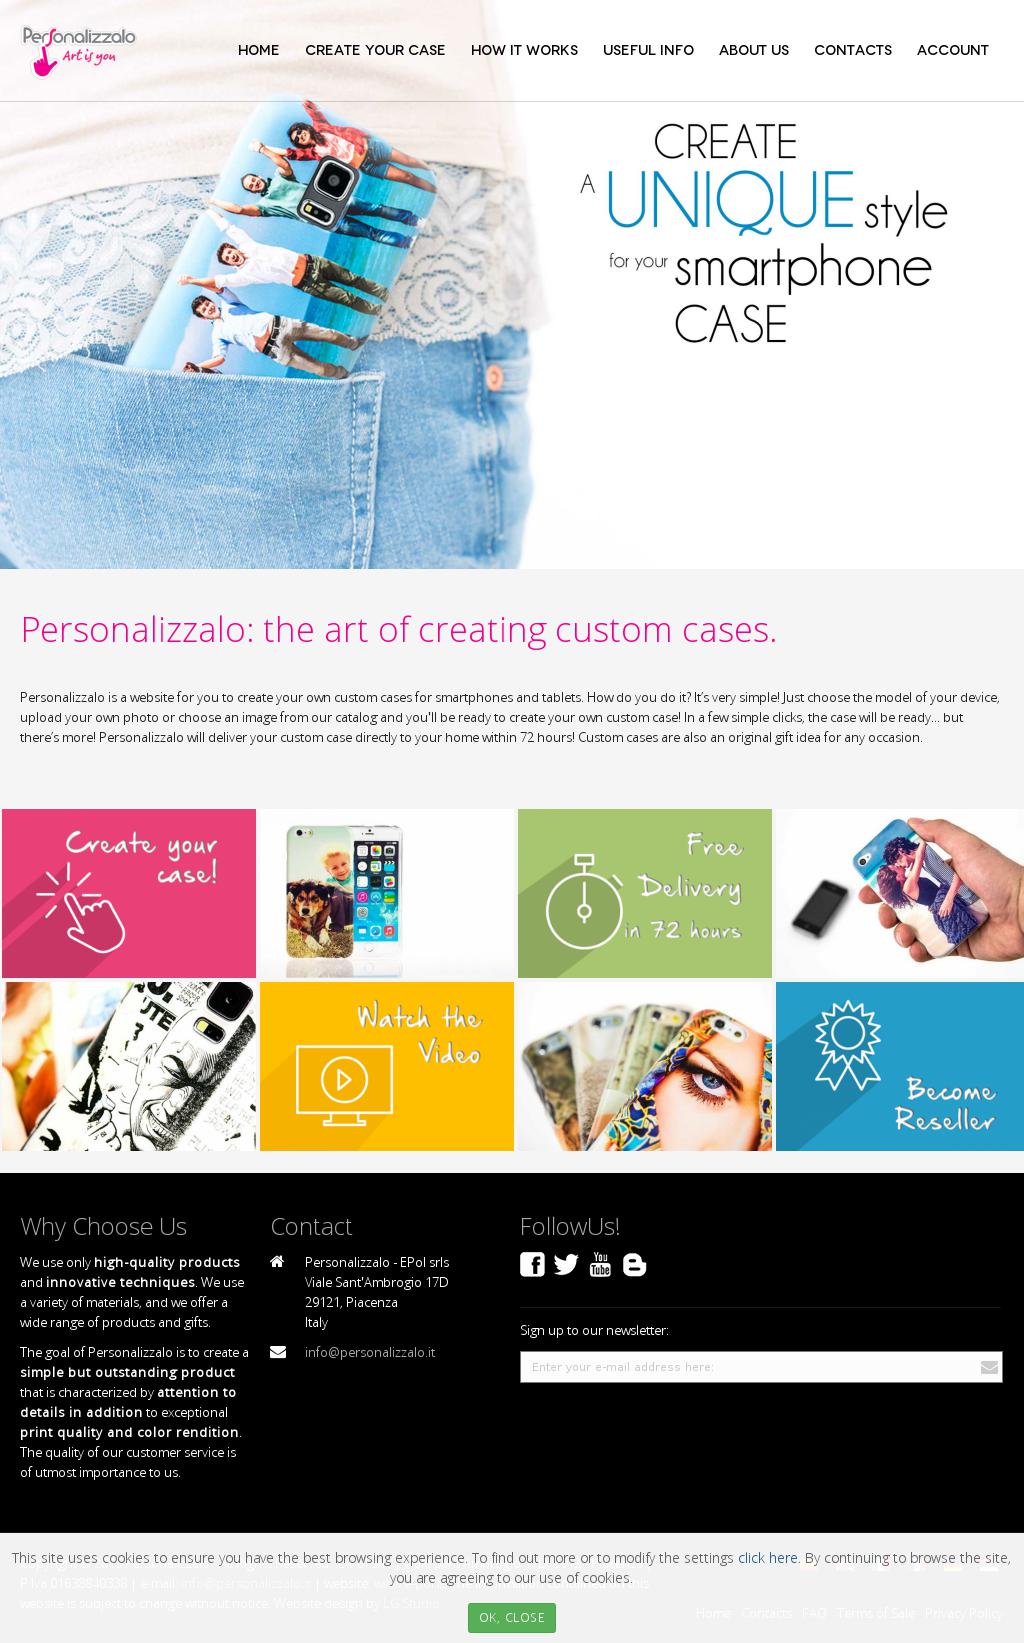 Personalizzalo
Art is you
HOME CREATE YOUR CASE HOW IT WORKS USEFUL INFO ABOUT US CONTACTS ACCOUNT
CREATE
A UNIQUE style
for your smartphone
CASE
Personalizzalo: the art of creating custom cases.
Personalizzalo is a website for you to create your own custom cases for smartphones and tablets. How do you do it? It’s very simple! Just choose the model of your device,
upload your own photo or choose an image from our catalog and you'll be ready to create your own custom case! In a few simple clicks, the case will be ready... but
there’s more! Personalizzalo will deliver your custom case directly to your home within 72 hours! Custom cases are also an original gift idea for any occasion.
Create your
case!
Free
Delivery
in 72 hours
Watch the
Video
Become
Reseller
Why Choose Us
We use only high-quality products
and innovative techniques. We use
a variety of materials, and we offer a
wide range of products and gifts.
The goal of Personalizzalo is to create a
simple but outstanding product
that is characterized by attention to
details in addition to exceptional
print quality and color rendition.
The quality of our customer service is
of utmost importance to us.
Contact
Personalizzalo - EPol srls
Viale Sant'Ambrogio 17D
29121, Piacenza
Italy
info@personalizzalo.it
FollowUs!
You
Tube
Sign up to our newsletter:
Enter your e-mail address here:
This site uses cookies to ensure you have the best browsing experience. To find out more or to modify the settings click here. By continuing to browse the site,
you are agreeing to our use of cookies.
P.Iva 01638840338 | e-mail: info@personalizzalo.it | website:
website is subject to change without notice. Website design by LG Studio
OK, CLOSE
Home Contacts FAQ Terms of Sale Privacy Policy